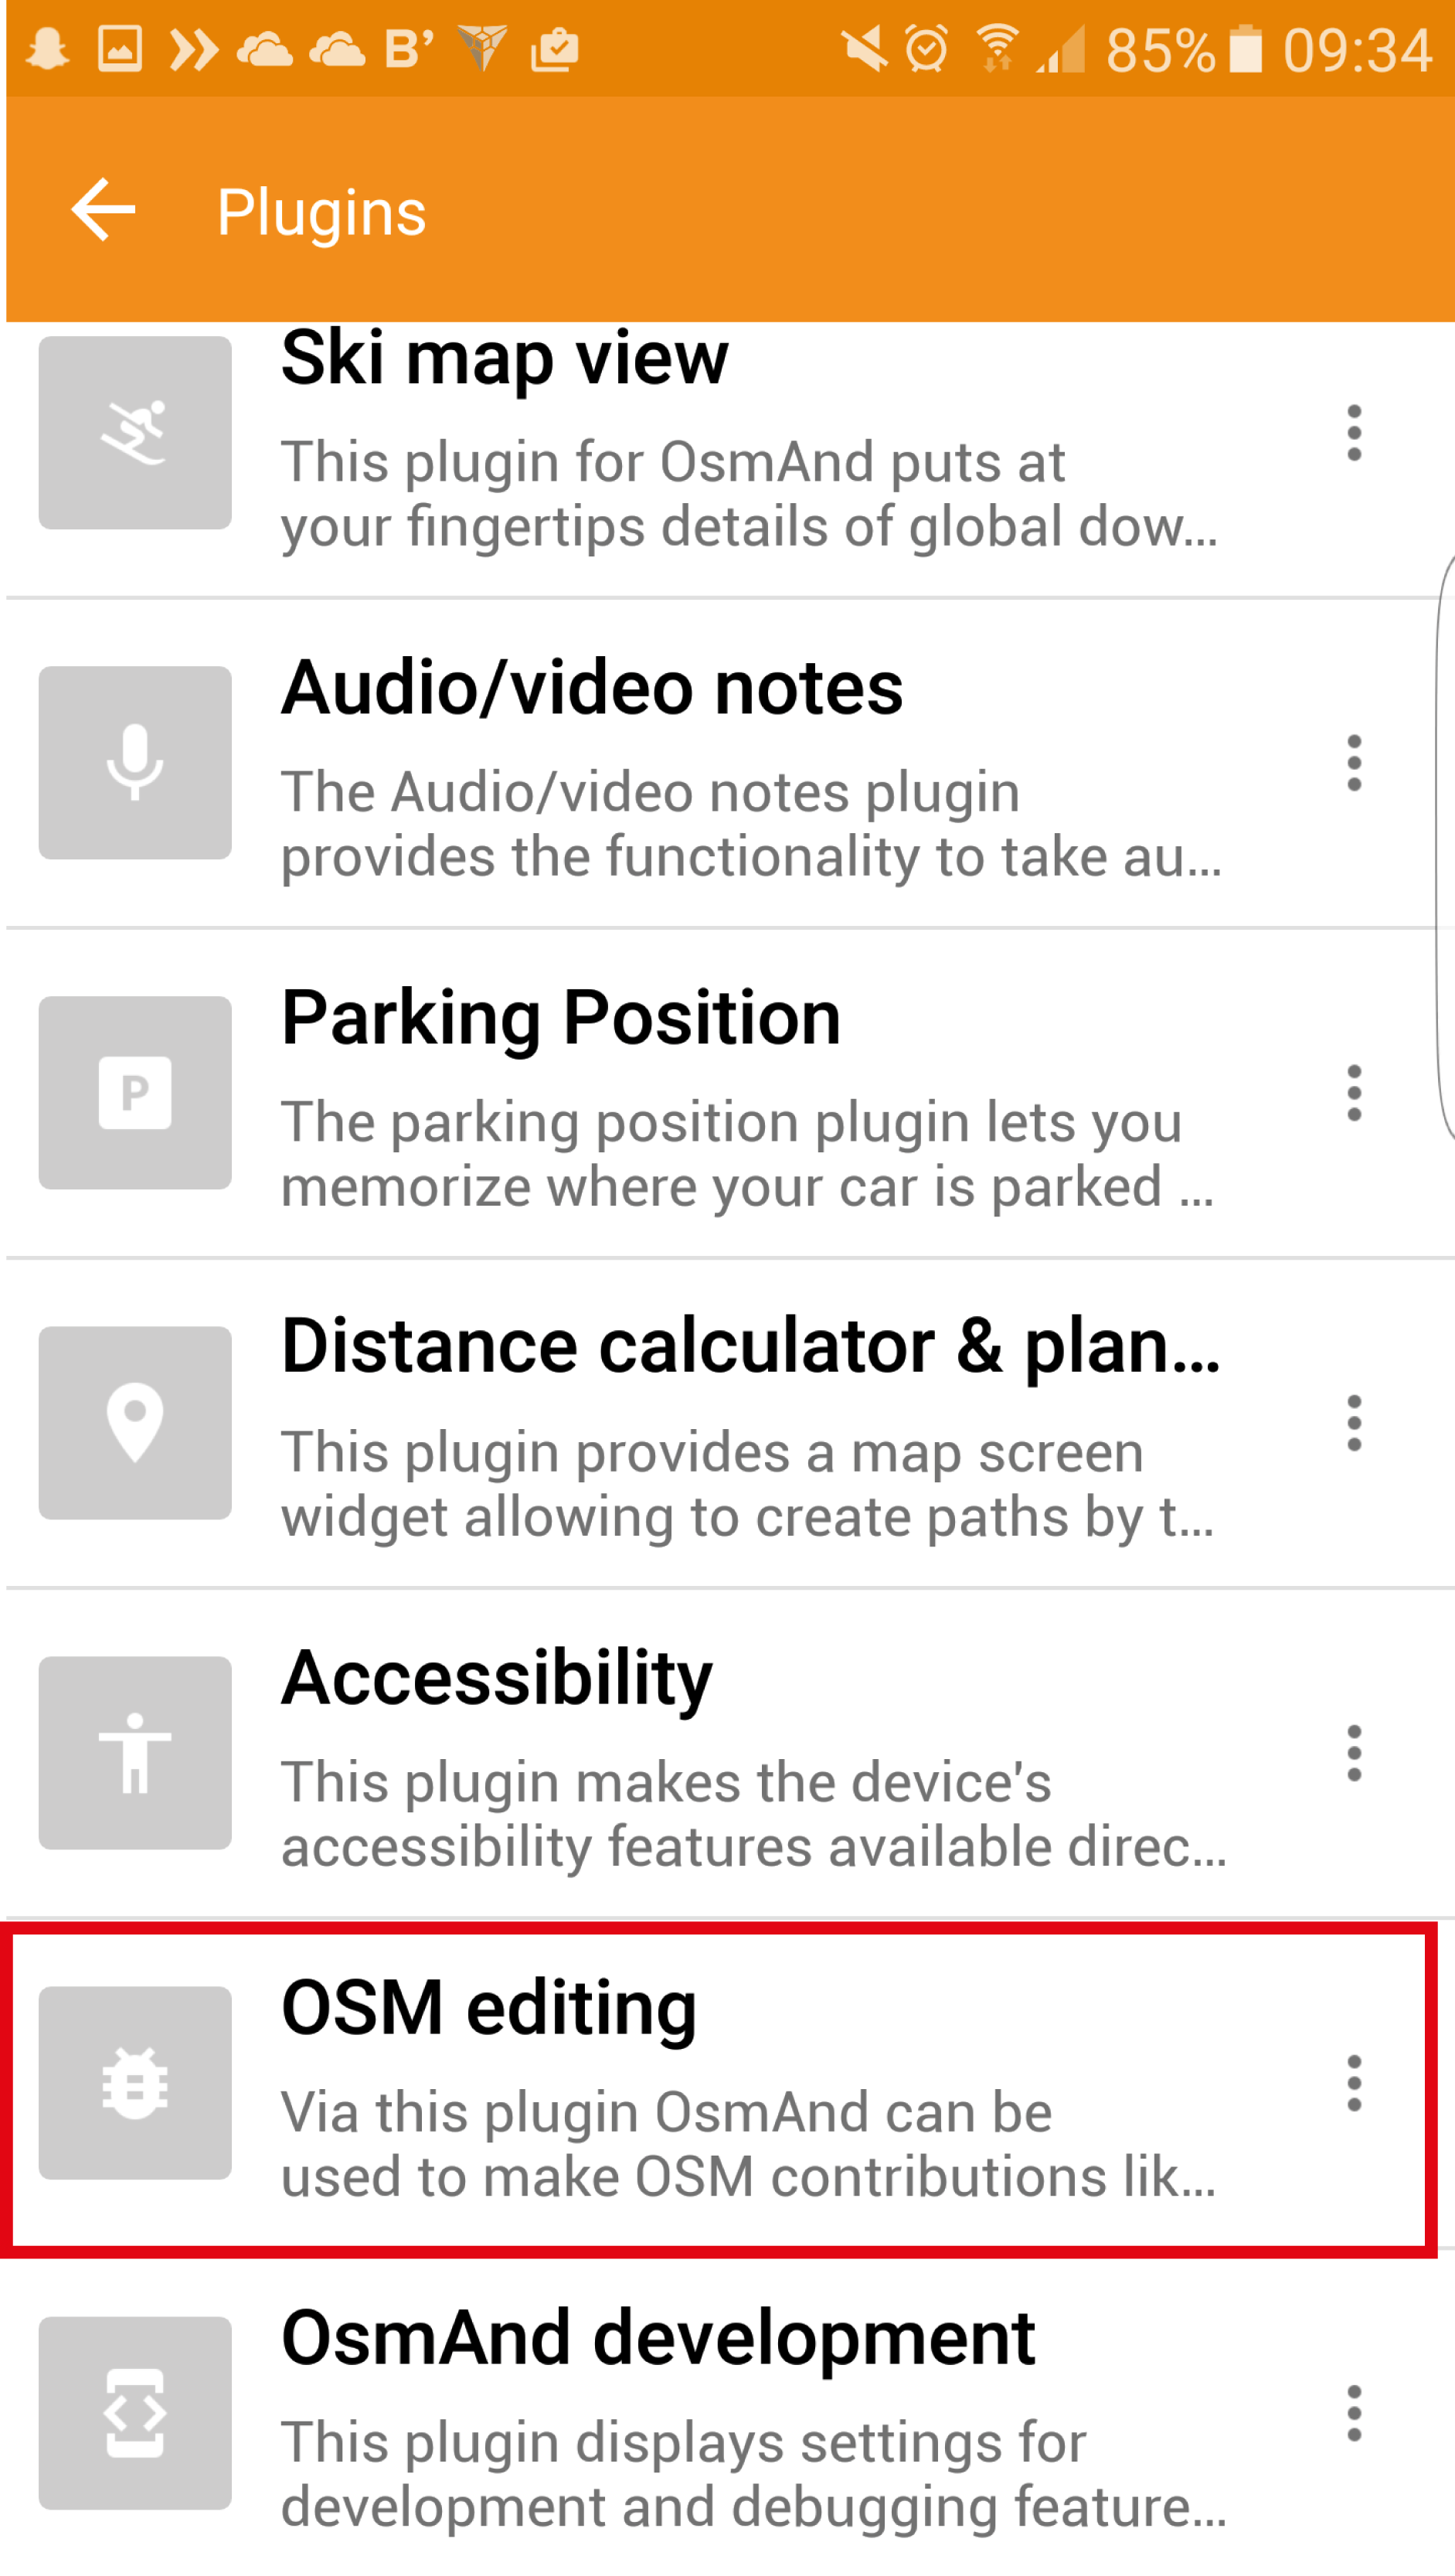 B’ 85% 09:34
Plugins
Ski map view
This plugin for OsmAnd puts at
your fingertips details of global dow...
Audio/video notes
The Audio/video notes plugin
provides the functionality to take au...
P
Parking Position
The parking position plugin lets you
memorize where your car is parked ...
Distance calculator & plan...
This plugin provides a map screen
widget allowing to create paths by t...
Accessibility
This plugin makes the device's
accessibility features available direc...
OSM editing
Via this plugin OsmAnd can be
used to make OSM contributions lik...
OsmAnd development
This plugin displays settings for
development and debugging feature...